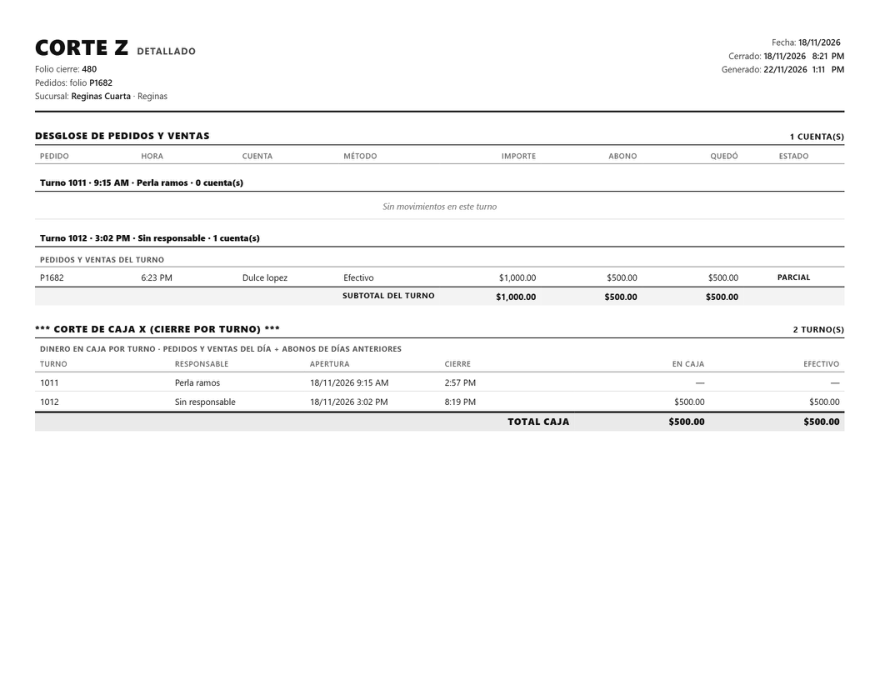 CORTE Z DETALLADO
Folio cierre: 480
Pedidos: folio P1682
Sucursal: Reginas Cuarta · Reginas
Fecha: 18/11/2026
Cerrado: 18/11/2026 8:21 PM
Generado: 22/11/2026 1:11 PM
DESGLOSE DE PEDIDOS Y VENTAS 1 CUENTA(S)
PEDIDO HORA CUENTA MÉTODO IMPORTE ABONO QUEDÓ ESTADO
Turno 1011 · 9:15 AM · Perla ramos · 0 cuenta(s)
Sin movimientos en este turno
Turno 1012 · 3:02 PM · Sin responsable · 1 cuenta(s)
PEDIDOS Y VENTAS DEL TURNO
P1682 6:23 PM Dulce lopez Efectivo $1,000.00 $500.00 $500.00 PARCIAL
SUBTOTAL DEL TURNO $1,000.00 $500.00 $500.00
*** CORTE DE CAJA X (CIERRE POR TURNO) *** 2 TURNO(S)
DINERO EN CAJA POR TURNO · PEDIDOS Y VENTAS DEL DÍA + ABONOS DE DÍAS ANTERIORES
TURNO RESPONSABLE APERTURA CIERRE EN CAJA EFECTIVO
1011 Perla ramos 18/11/2026 9:15 AM 2:57 PM — —
1012 Sin responsable 18/11/2026 3:02 PM 8:19 PM $500.00 $500.00
TOTAL CAJA $500.00 $500.00